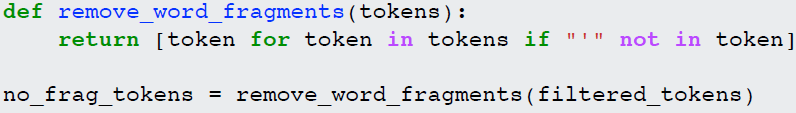 def remove_word_fragments(tokens):
    return [token for token in tokens if "'" not in token]
no_frag_tokens = remove_word_fragments(filtered_tokens)